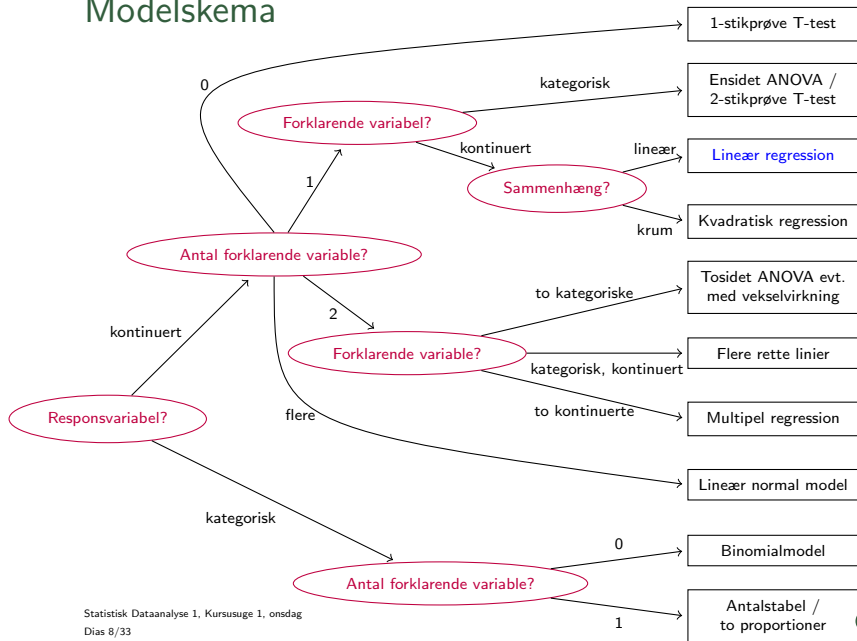 Modelskema
1-stikprøve T-test
0
kategorisk
Ensidet ANOVA /
2-stikprøve T-test
Forklarende variabel?
kontinuert
lineær
Lineær regression
1
Sammenhæng?
krum
Kvadratisk regression
Antal forklarende variable?
to kategoriske
Tosidet ANOVA evt.
med vekselvirkning
2
kontinuert
Forklarende variable?
kategorisk, kontinuert
Flere rette linier
to kontinuerte
Multipel regression
Responsvariabel?
flere
Lineær normal model
kategorisk
0
Binomialmodel
Antal forklarende variable?
1
Antalstabel /
to proportioner
Statistisk Dataanalyse 1, Kursusuge 1, onsdag
Dias 8/33